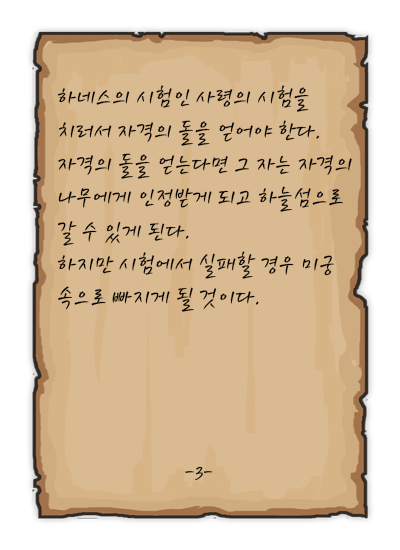 하네스의 시험인 사령의 시험을
치러서 자격의 돌을 얻어야 한다.
자격의 돌을 얻는다면 그 자는 자격의
나무에게 인정받게 되고 하늘섬으로
갈 수 있게 된다.
하지만 시험에서 실패할 경우 미궁
속으로 빠지게 될 것이다.
-3-